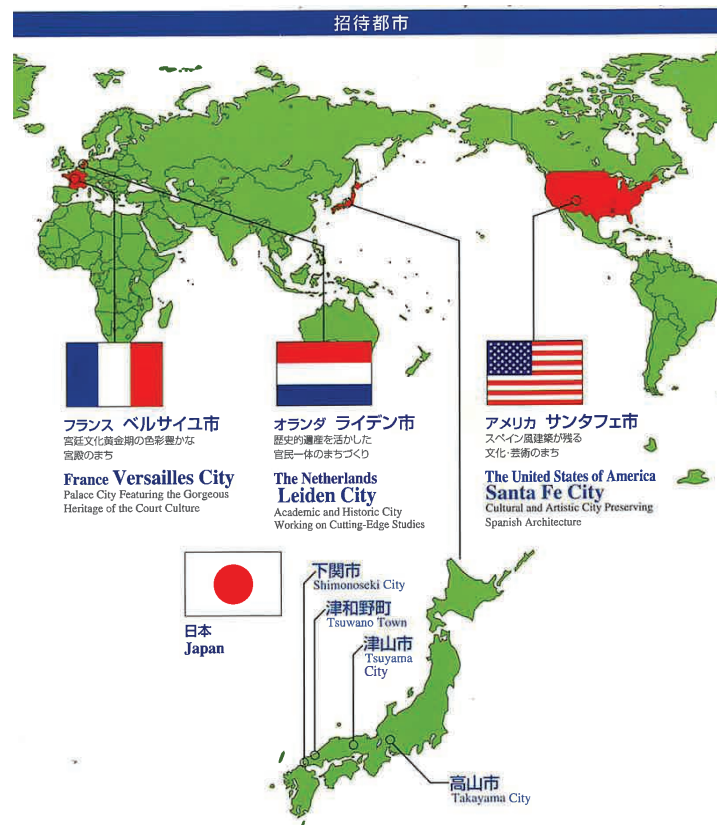 招待都市
フランス ベルサイユ市
宮廷文化黄金期の色彩豊かな
宮殿のまち
France Versailles City
Palace City Featuring the Gorgeous
Heritage of the Court Culture
オランダ ライデン市
歴史的遺産を活かした
官民一体のまちづくり
The Netherlands
Leiden City
Academic and Historic City
Working on Cutting-Edge Studies
アメリカ サンタフェ市
スペイン風建築が残る
文化・芸術のまち
The United States of America
Santa Fe City
Cultural and Artistic City Preserving
Spanish Architecture
日本
Japan
下関市
Shimonoseki City
津和野町
Tsuwano Town
津山市
Tsuyama
City
高山市
Takayama City